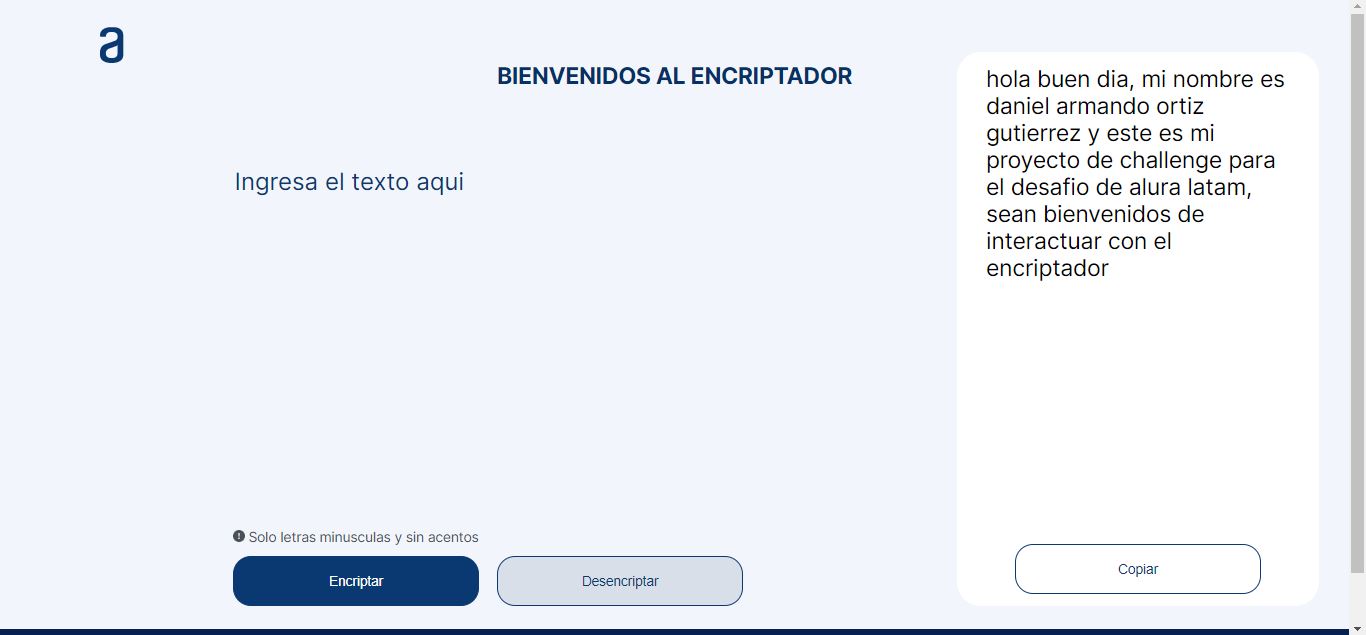 a
BIENVENIDOS AL ENCRIPTADOR
Ingresa el texto aqui
Solo letras minusculas y sin acentos
Encriptar
Desencriptar
hola buen dia, mi nombre es
daniel armando ortiz
gutierrez y este es mi
proyecto de challenge para
el desafio de alura latam,
sean bienvenidos de
interactuar con el
encriptador
Copiar